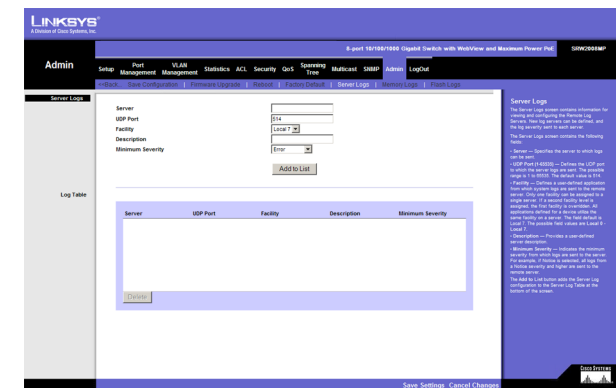 LINKSYS®
A Division of Cisco Systems, Inc.
8-port 10/100/1000 Gigabit Switch with WebView and Maximum Power PoE
SRW2008MP
Admin
Setup
Port Management
VLAN Management
Statistics
ACL
Security
QoS
Spanning Tree
Multicast
SNMP
Admin
LogOut
<<Back
Save Configuration
Firmware Upgrade
Reboot
Factory Default
Server Logs
Memory Logs
Flash Logs
Server Logs
Server
UDP Port
514
Facility
Local 7
Description
Minimum Severity
Error
Add to List
Log Table
Server
UDP Port
Facility
Description
Minimum Severity
Delete
Server Logs
The Server Logs screen contains information for
viewing and configuring the Remote Log
Servers. New log servers can be defined, and
the log severity sent to each server.
The Server Logs screen contains the following
fields:
- Server — Specifies the server to which logs
can be sent.
- UDP Port (1-65535) — Defines the UDP port
to which the server logs are sent. The possible
range is 1 to 65535. The default value is 514.
- Facility — Defines a user-defined application
from which system logs are sent to the remote
server. Only one facility can be assigned to a
single server. If a second facility level is
assigned, the first facility is overridden. All
applications defined for a device utilize the
same facility on a server. The field default is
Local 7. The possible field values are Local 0 -
Local 7.
- Description — Provides a user-defined
server description.
- Minimum Severity — Indicates the minimum
severity from which logs are sent to the server.
For example, if Notice is selected, all logs from
a Notice severity and higher are sent to the
remote server.
The Add to List button adds the Server Log
configuration to the Server Log Table at the
bottom of the screen.
Save Settings
Cancel Changes
Cisco Systems